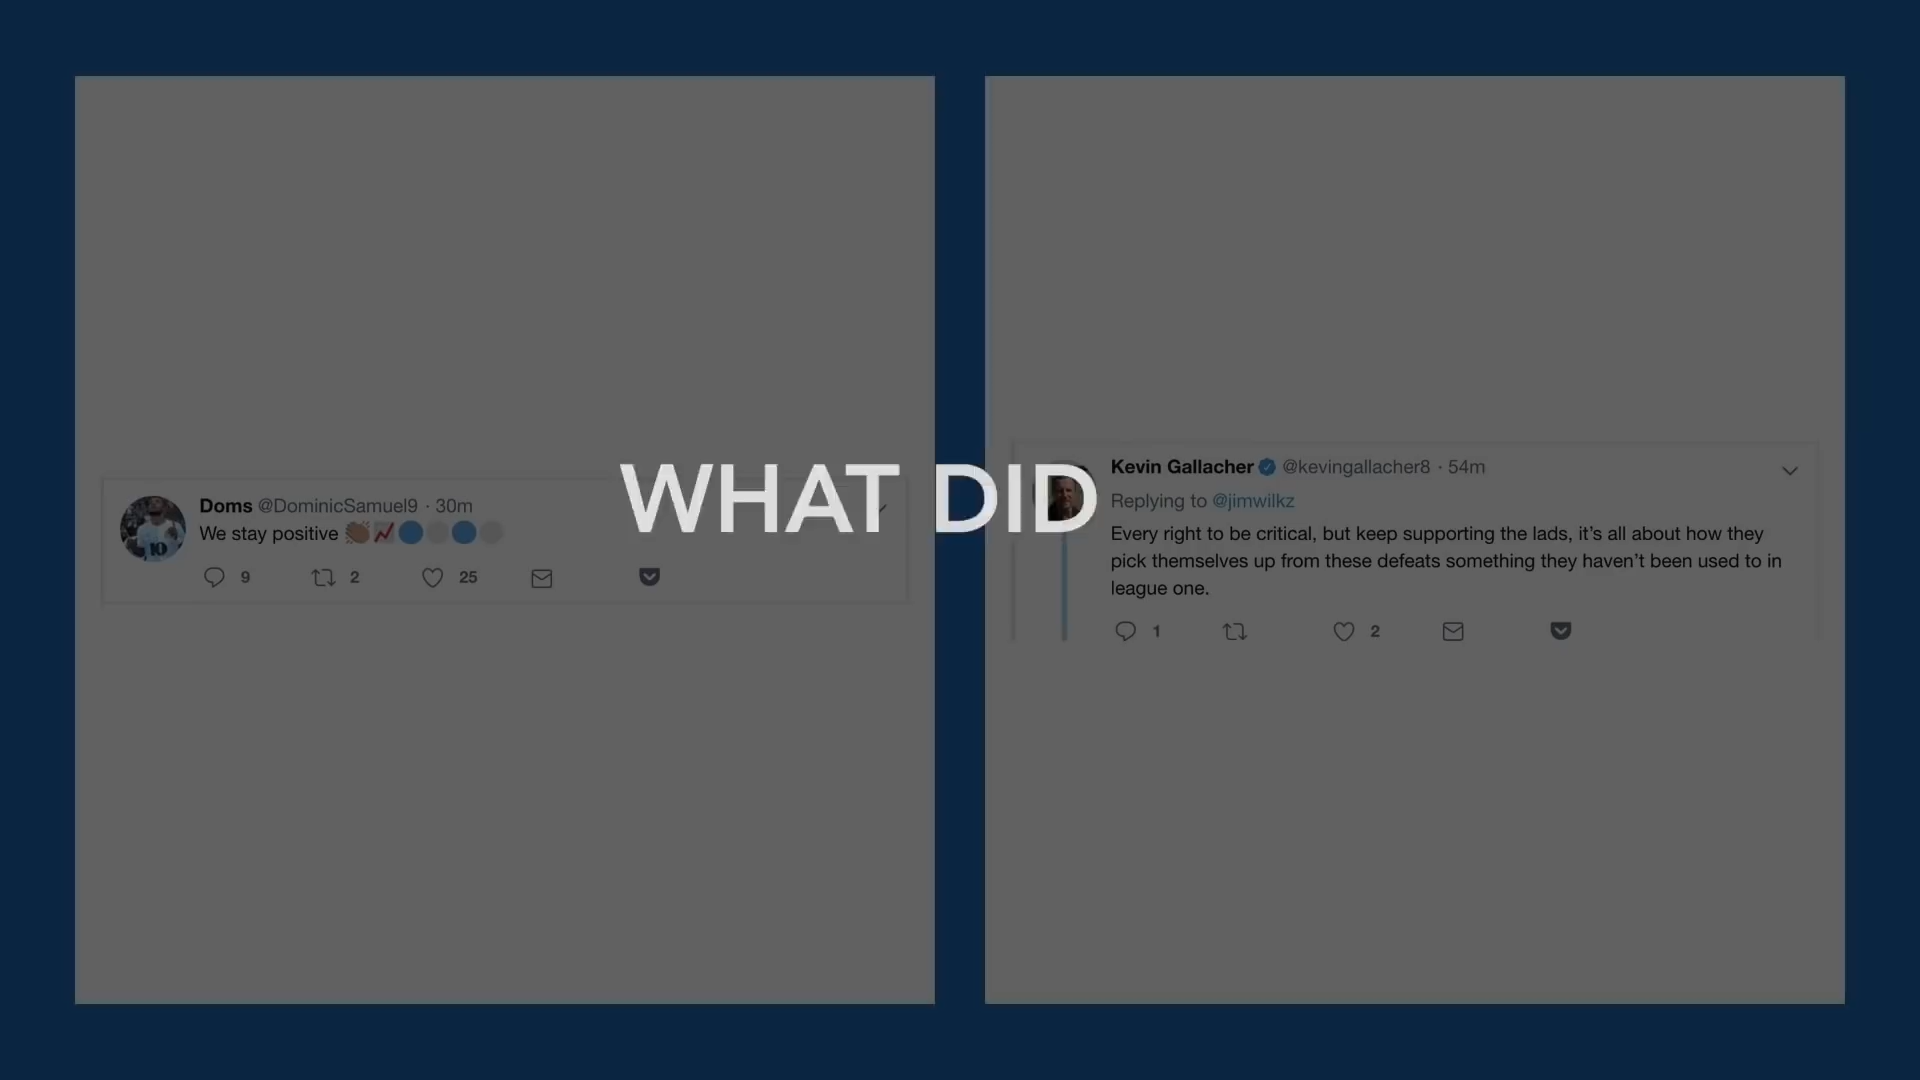 WHAT DID
Doms @DominicSamuel9 · 30m
We stay positive 👏🏽📈🔵⚪🔵⚪
9 2 25
Kevin Gallacher @kevingallacher8 · 54m
Replying to @jimwilkz
Every right to be critical, but keep supporting the lads, it’s all about how they
pick themselves up from these defeats something they haven’t been used to in
league one.
1 2
10